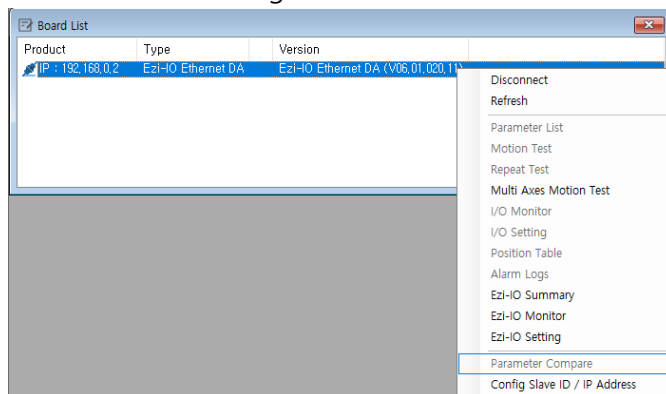 Board List
Product Type Version
IP : 192,168,0,2 Ezi-IO Ethernet DA Ezi-IO Ethernet DA (V06,01,020,11)
Disconnect
Refresh
Parameter List
Motion Test
Repeat Test
Multi Axes Motion Test
I/O Monitor
I/O Setting
Position Table
Alarm Logs
Ezi-IO Summary
Ezi-IO Monitor
Ezi-IO Setting
Parameter Compare
Config Slave ID / IP Address